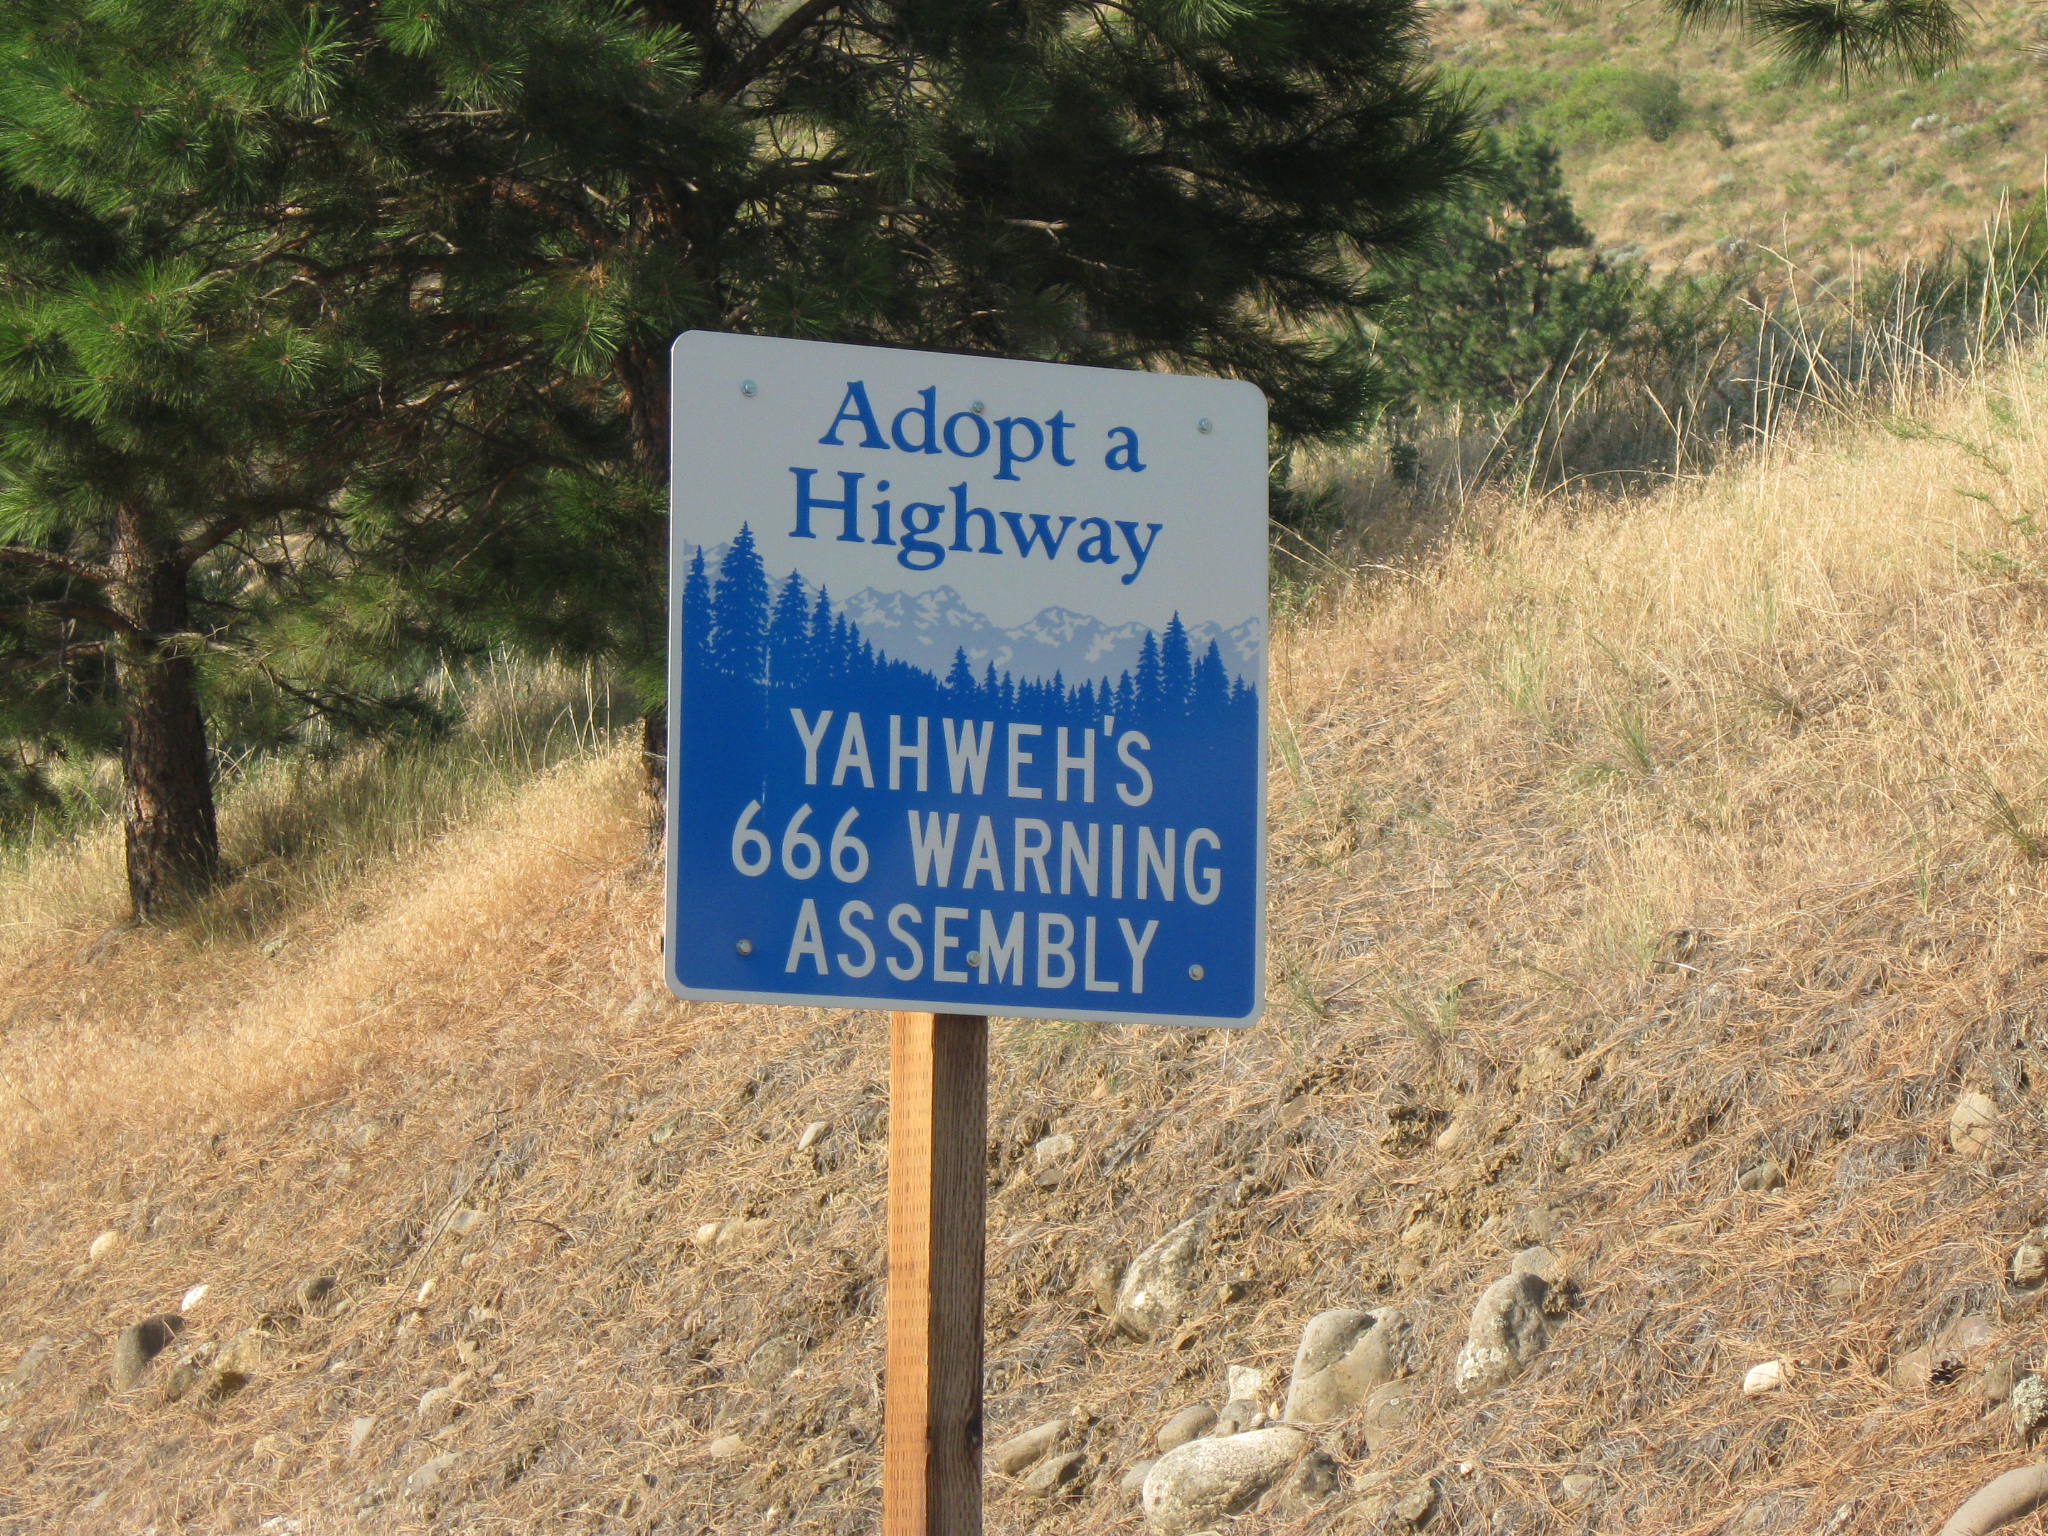 Adopt a
Highway
YAHWEH'S
666 WARNING
ASSEMBLY